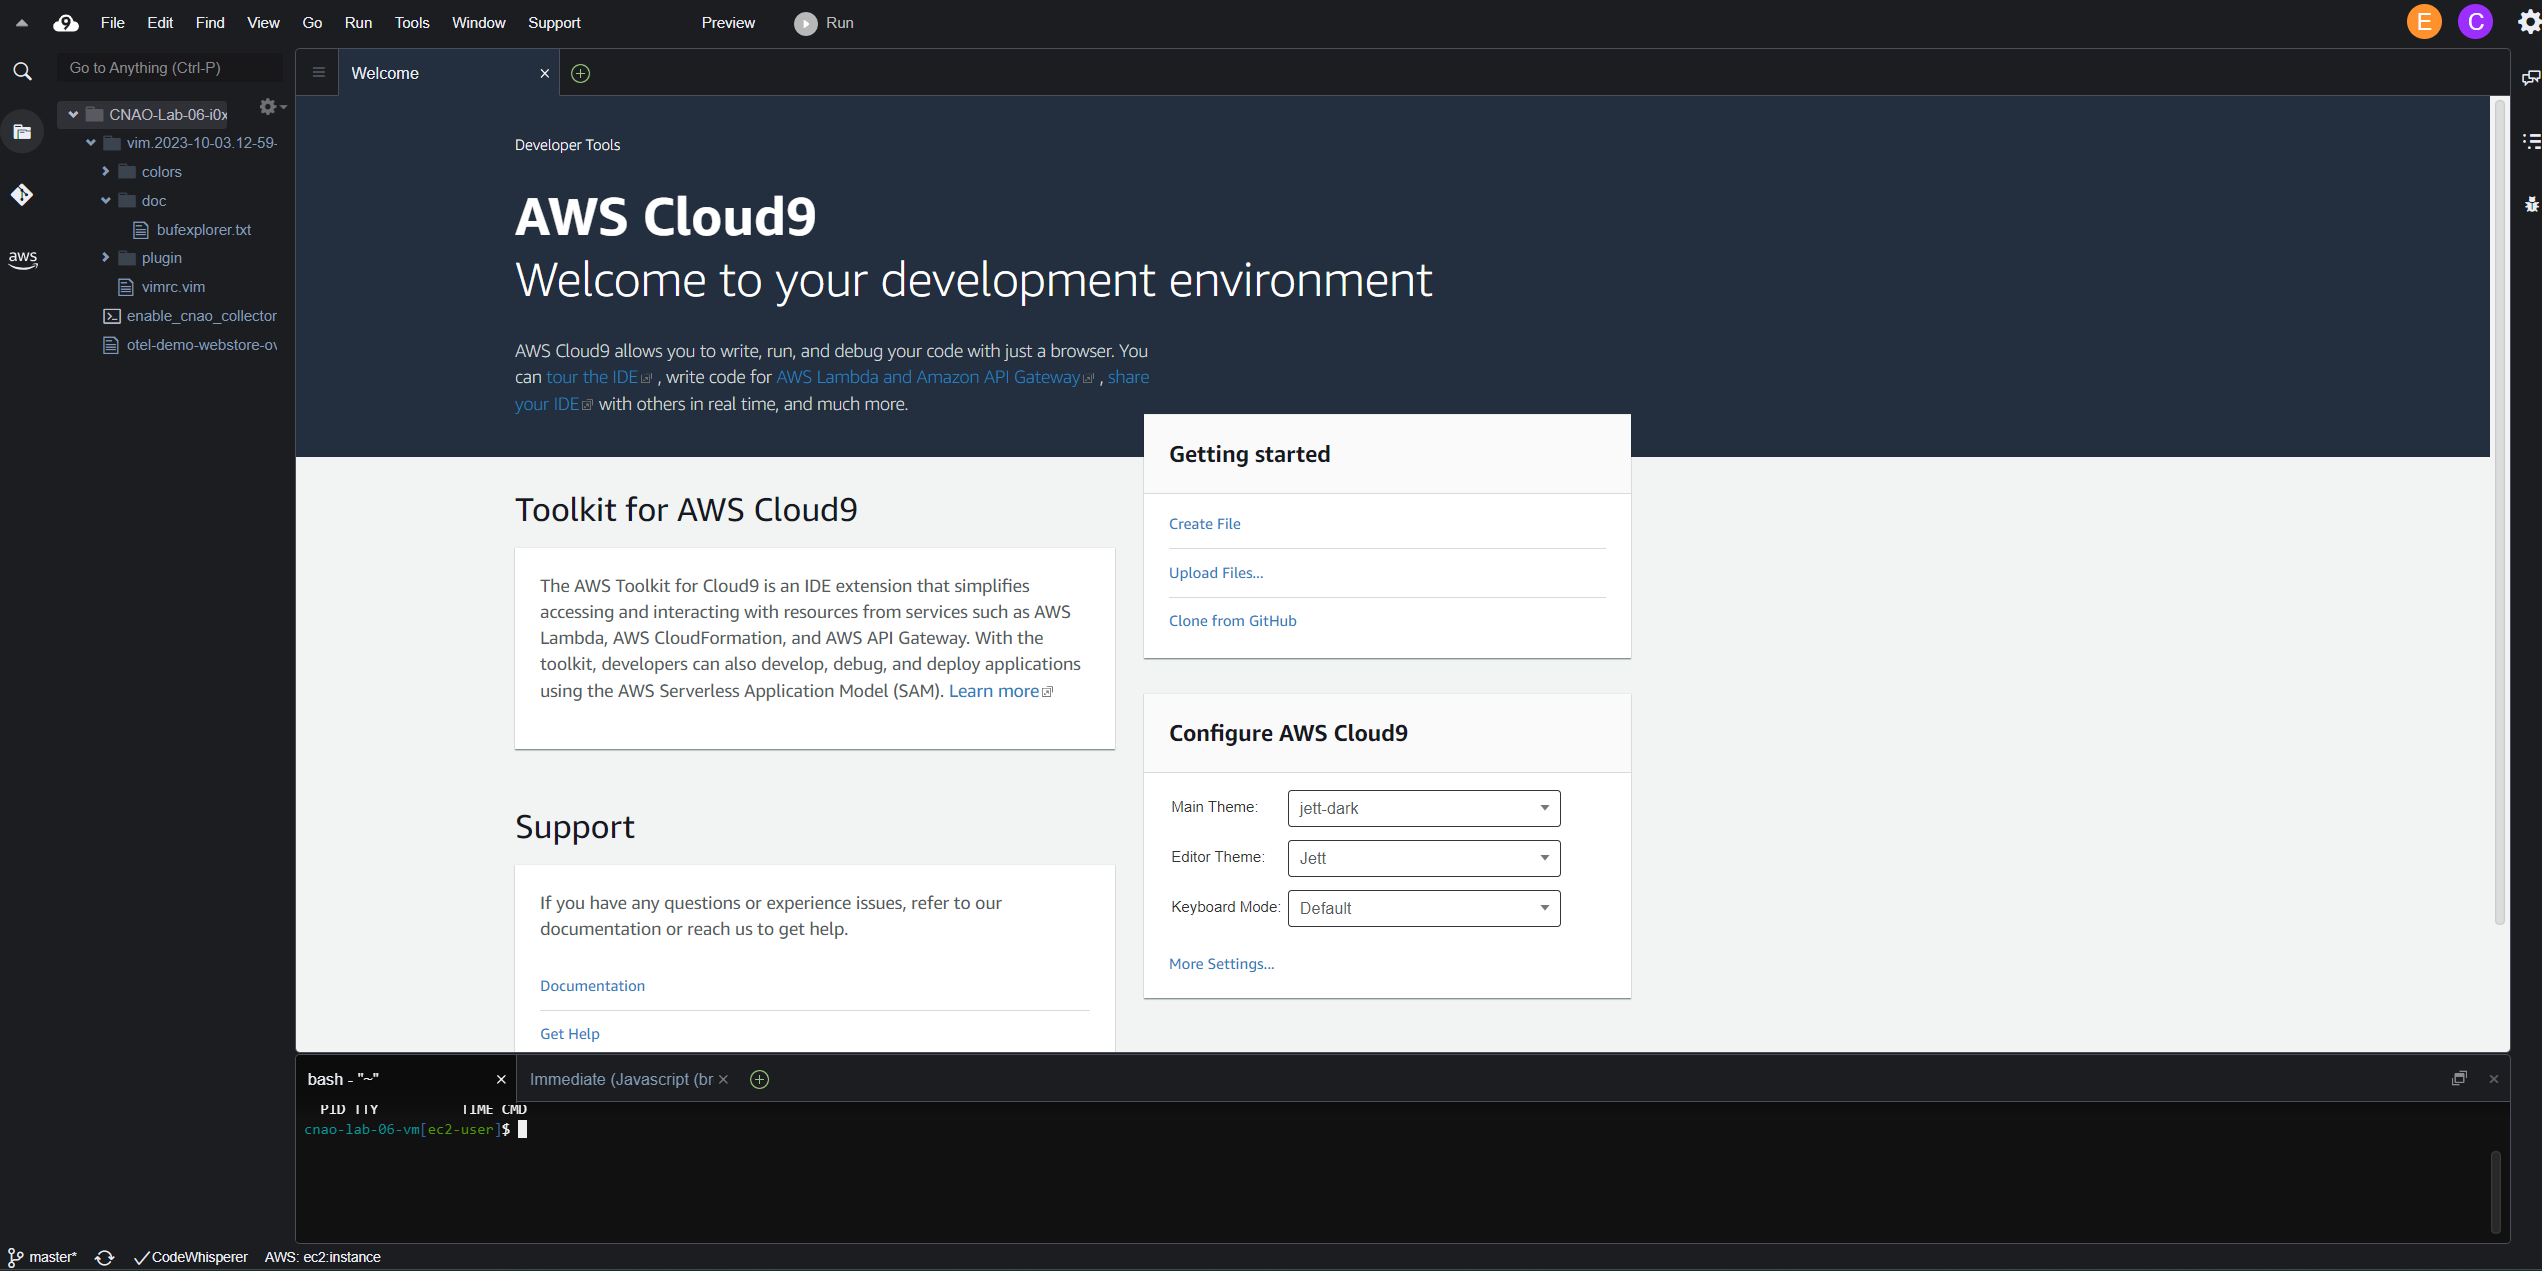 File Edit Find View Go Run Tools Window Support Preview Run E C
Go to Anything (Ctrl-P)
CNAO-Lab-06-i0x
vim.2023-10-03.12-59-
colors
doc
bufexplorer.txt
plugin
vimrc.vim
enable_cnao_collector
otel-demo-webstore-ov
aws
Welcome
Developer Tools
AWS Cloud9
Welcome to your development environment
AWS Cloud9 allows you to write, run, and debug your code with just a browser. You
can tour the IDE , write code for AWS Lambda and Amazon API Gateway , share
your IDE with others in real time, and much more.
Toolkit for AWS Cloud9
The AWS Toolkit for Cloud9 is an IDE extension that simplifies
accessing and interacting with resources from services such as AWS
Lambda, AWS CloudFormation, and AWS API Gateway. With the
toolkit, developers can also develop, debug, and deploy applications
using the AWS Serverless Application Model (SAM). Learn more
Support
If you have any questions or experience issues, refer to our
documentation or reach us to get help.
Documentation
Get Help
Getting started
Create File
Upload Files...
Clone from GitHub
Configure AWS Cloud9
Main Theme: jett-dark
Editor Theme: Jett
Keyboard Mode: Default
More Settings...
bash - "~" Immediate (Javascript (br
PID TTY TIME CMD
cnao-lab-06-vm[ec2-user]$
master* CodeWhisperer AWS: ec2:instance